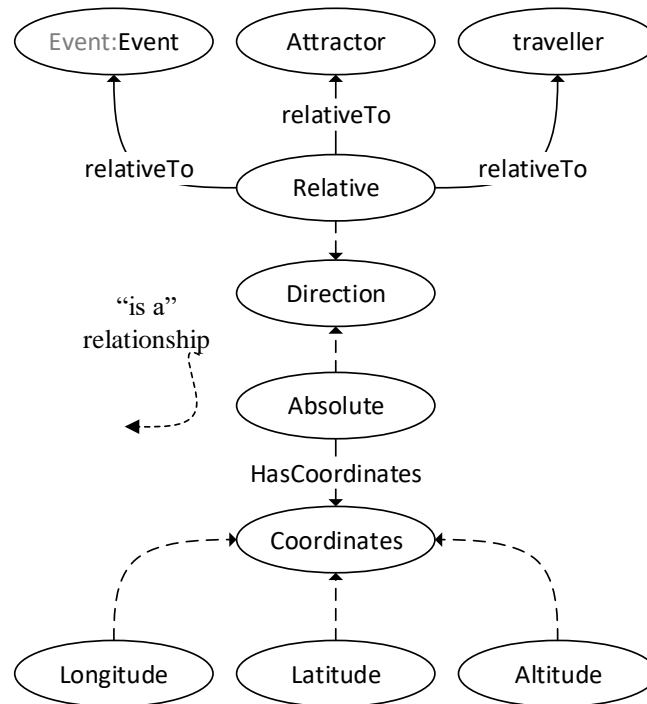 Event:Event
Attractor
traveller
relativeTo
relativeTo
relativeTo
Relative
Direction
“is a”
relationship
Absolute
HasCoordinates
Coordinates
Longitude
Latitude
Altitude